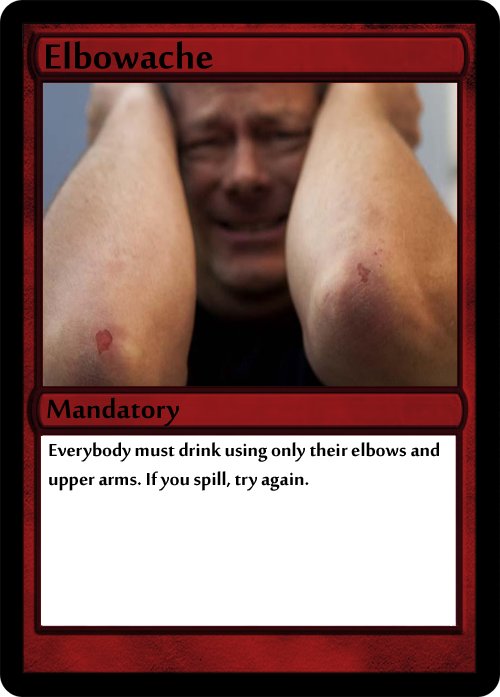 Elbowache
Mandatory
Everybody must drink using only their elbows and
upper arms. If you spill, try again.